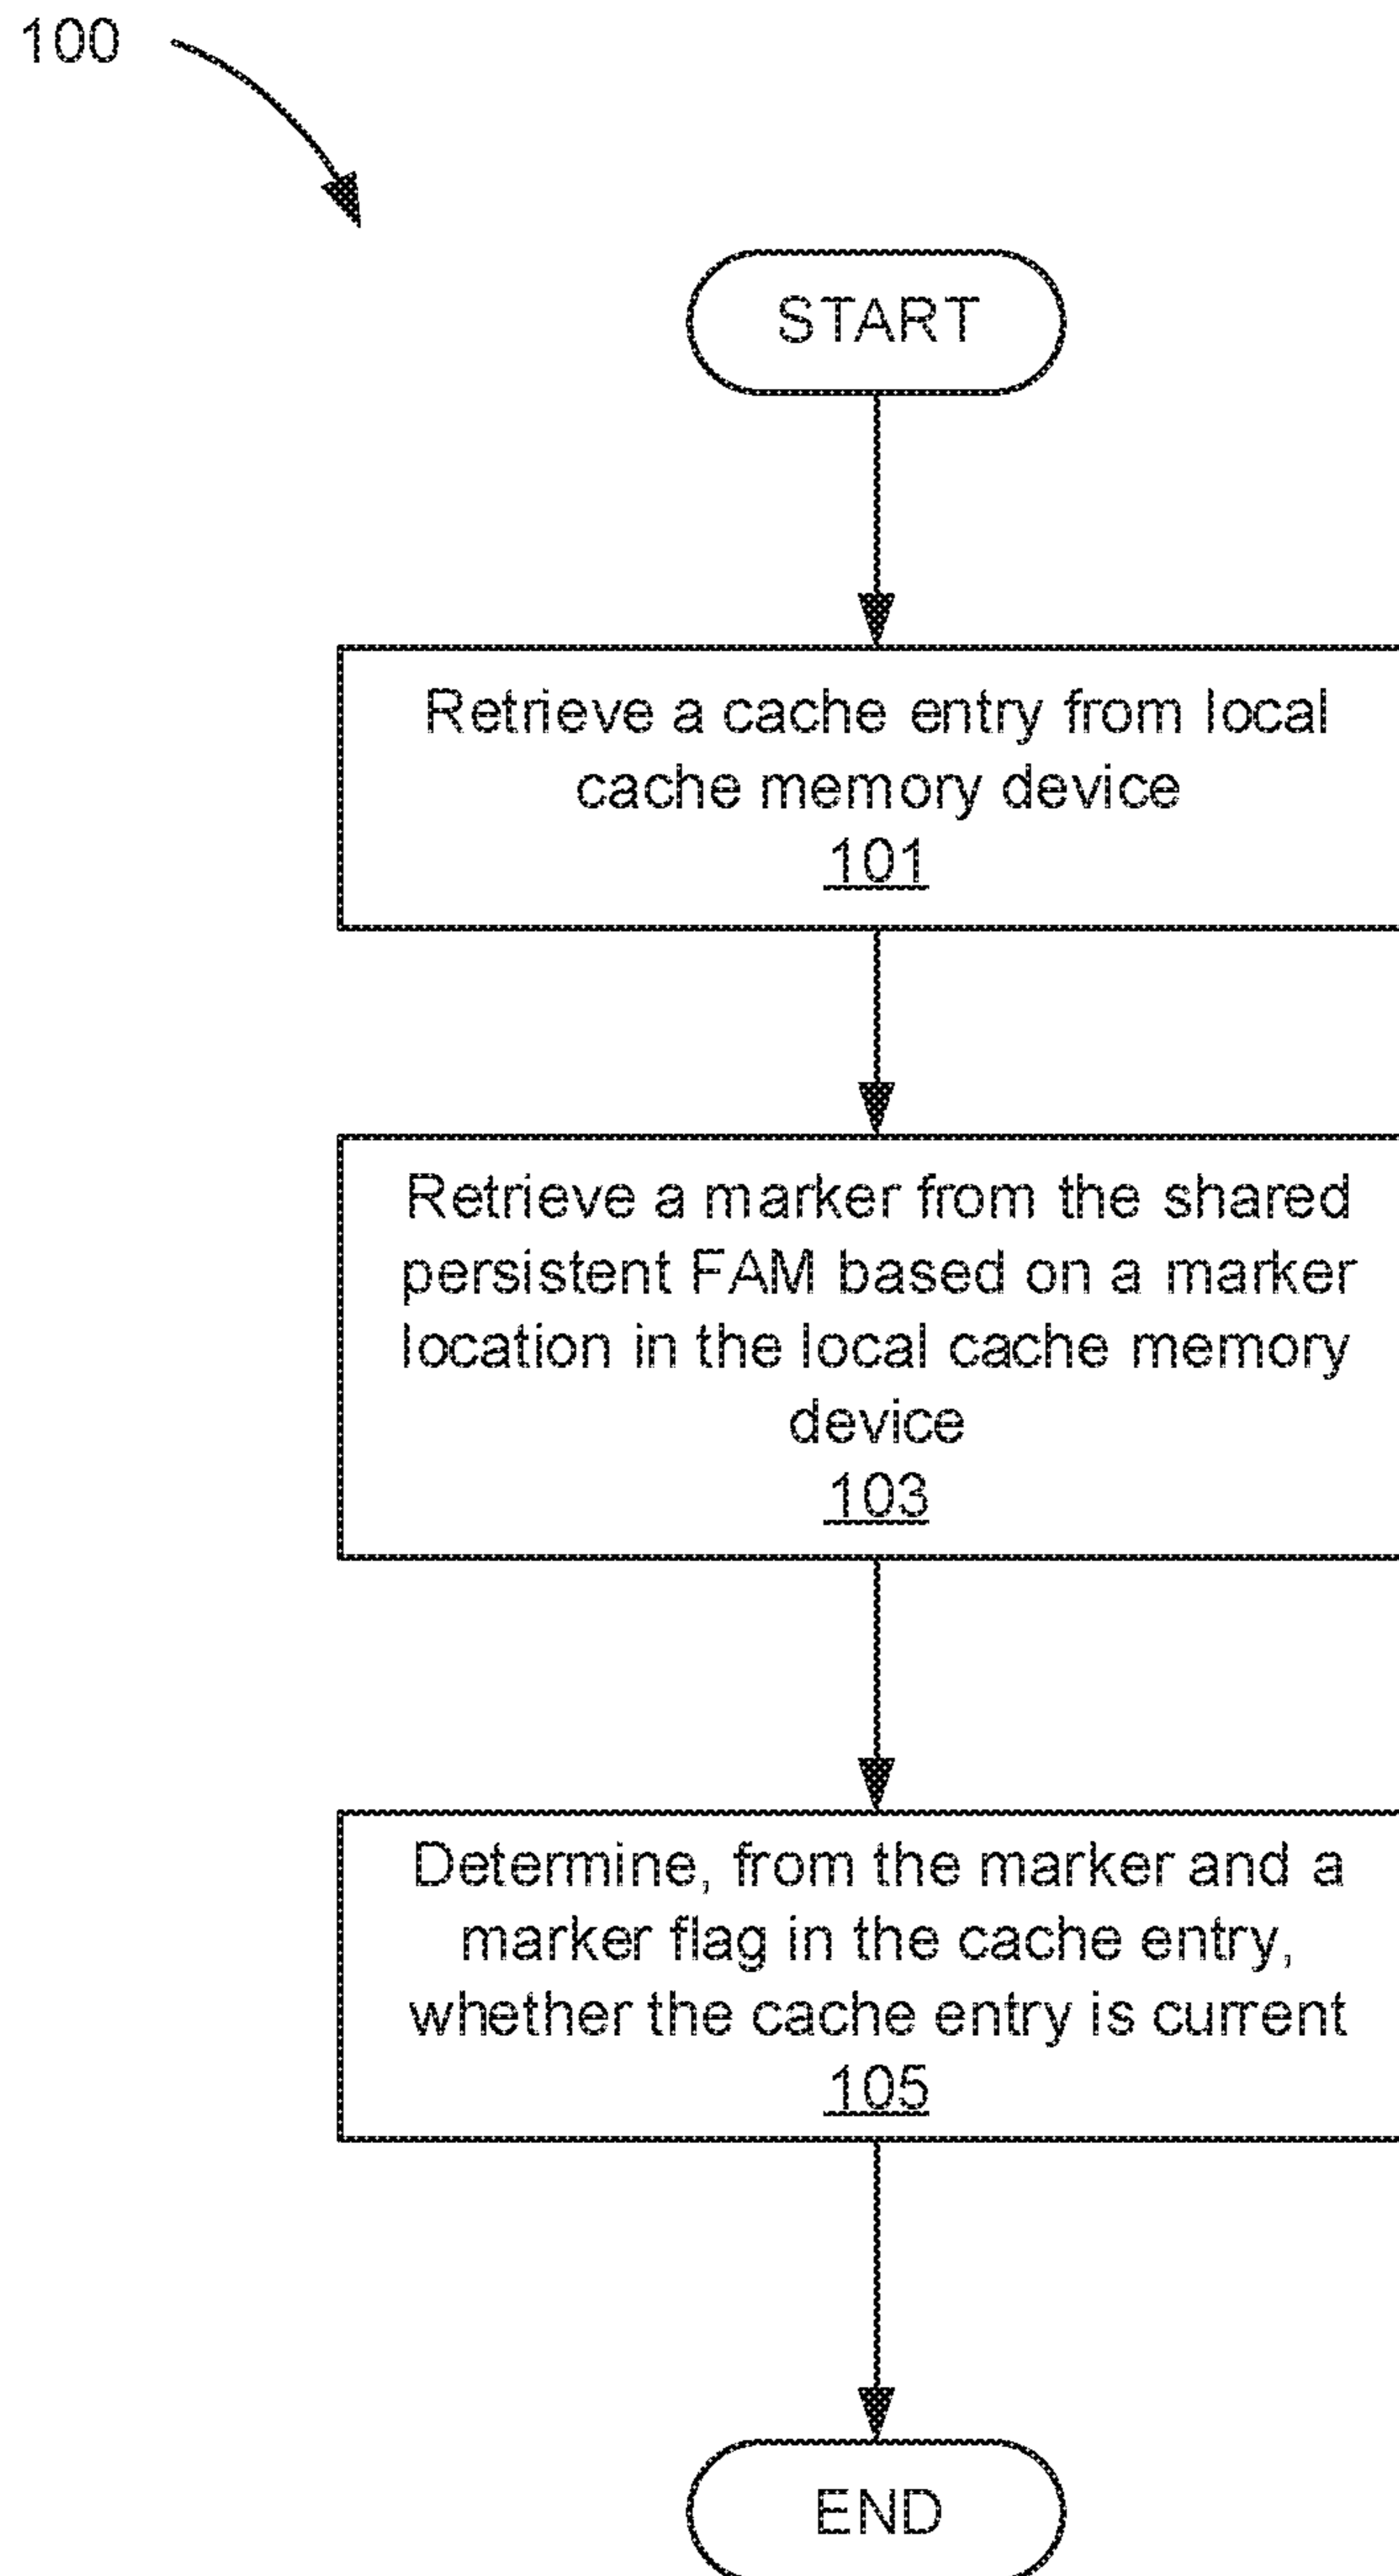 100
START
Retrieve a cache entry from local
cache memory device
101
Retrieve a marker from the shared
persistent FAM based on a marker
location in the local cache memory
device
103
Determine, from the marker and a
marker flag in the cache entry,
whether the cache entry is current
105
END